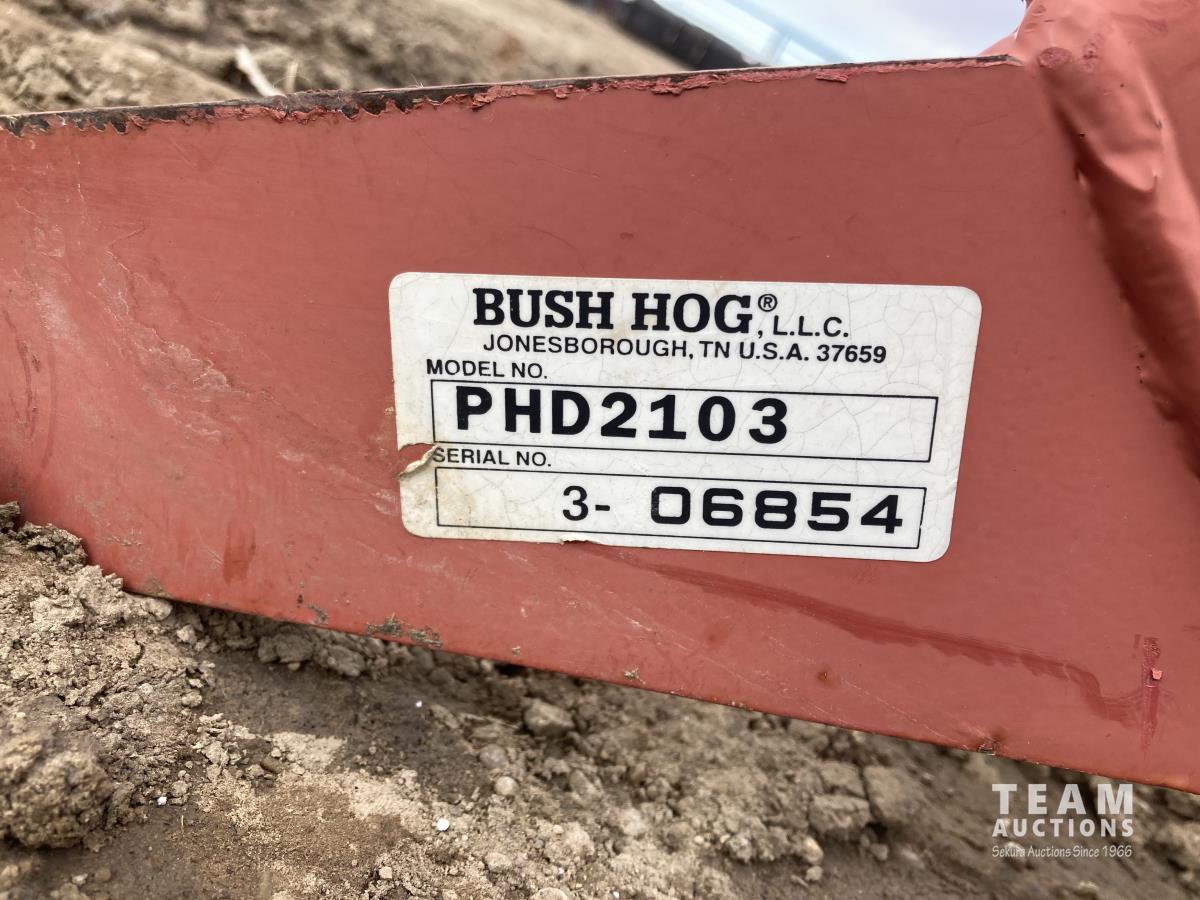 BUSH HOG®, L.L.C.
JONESBOROUGH, TN U.S.A. 37659
MODEL NO.
PHD2103
SERIAL NO.
3- 06854
TEAM
AUCTIONS
Sekura Auctions Since 1966